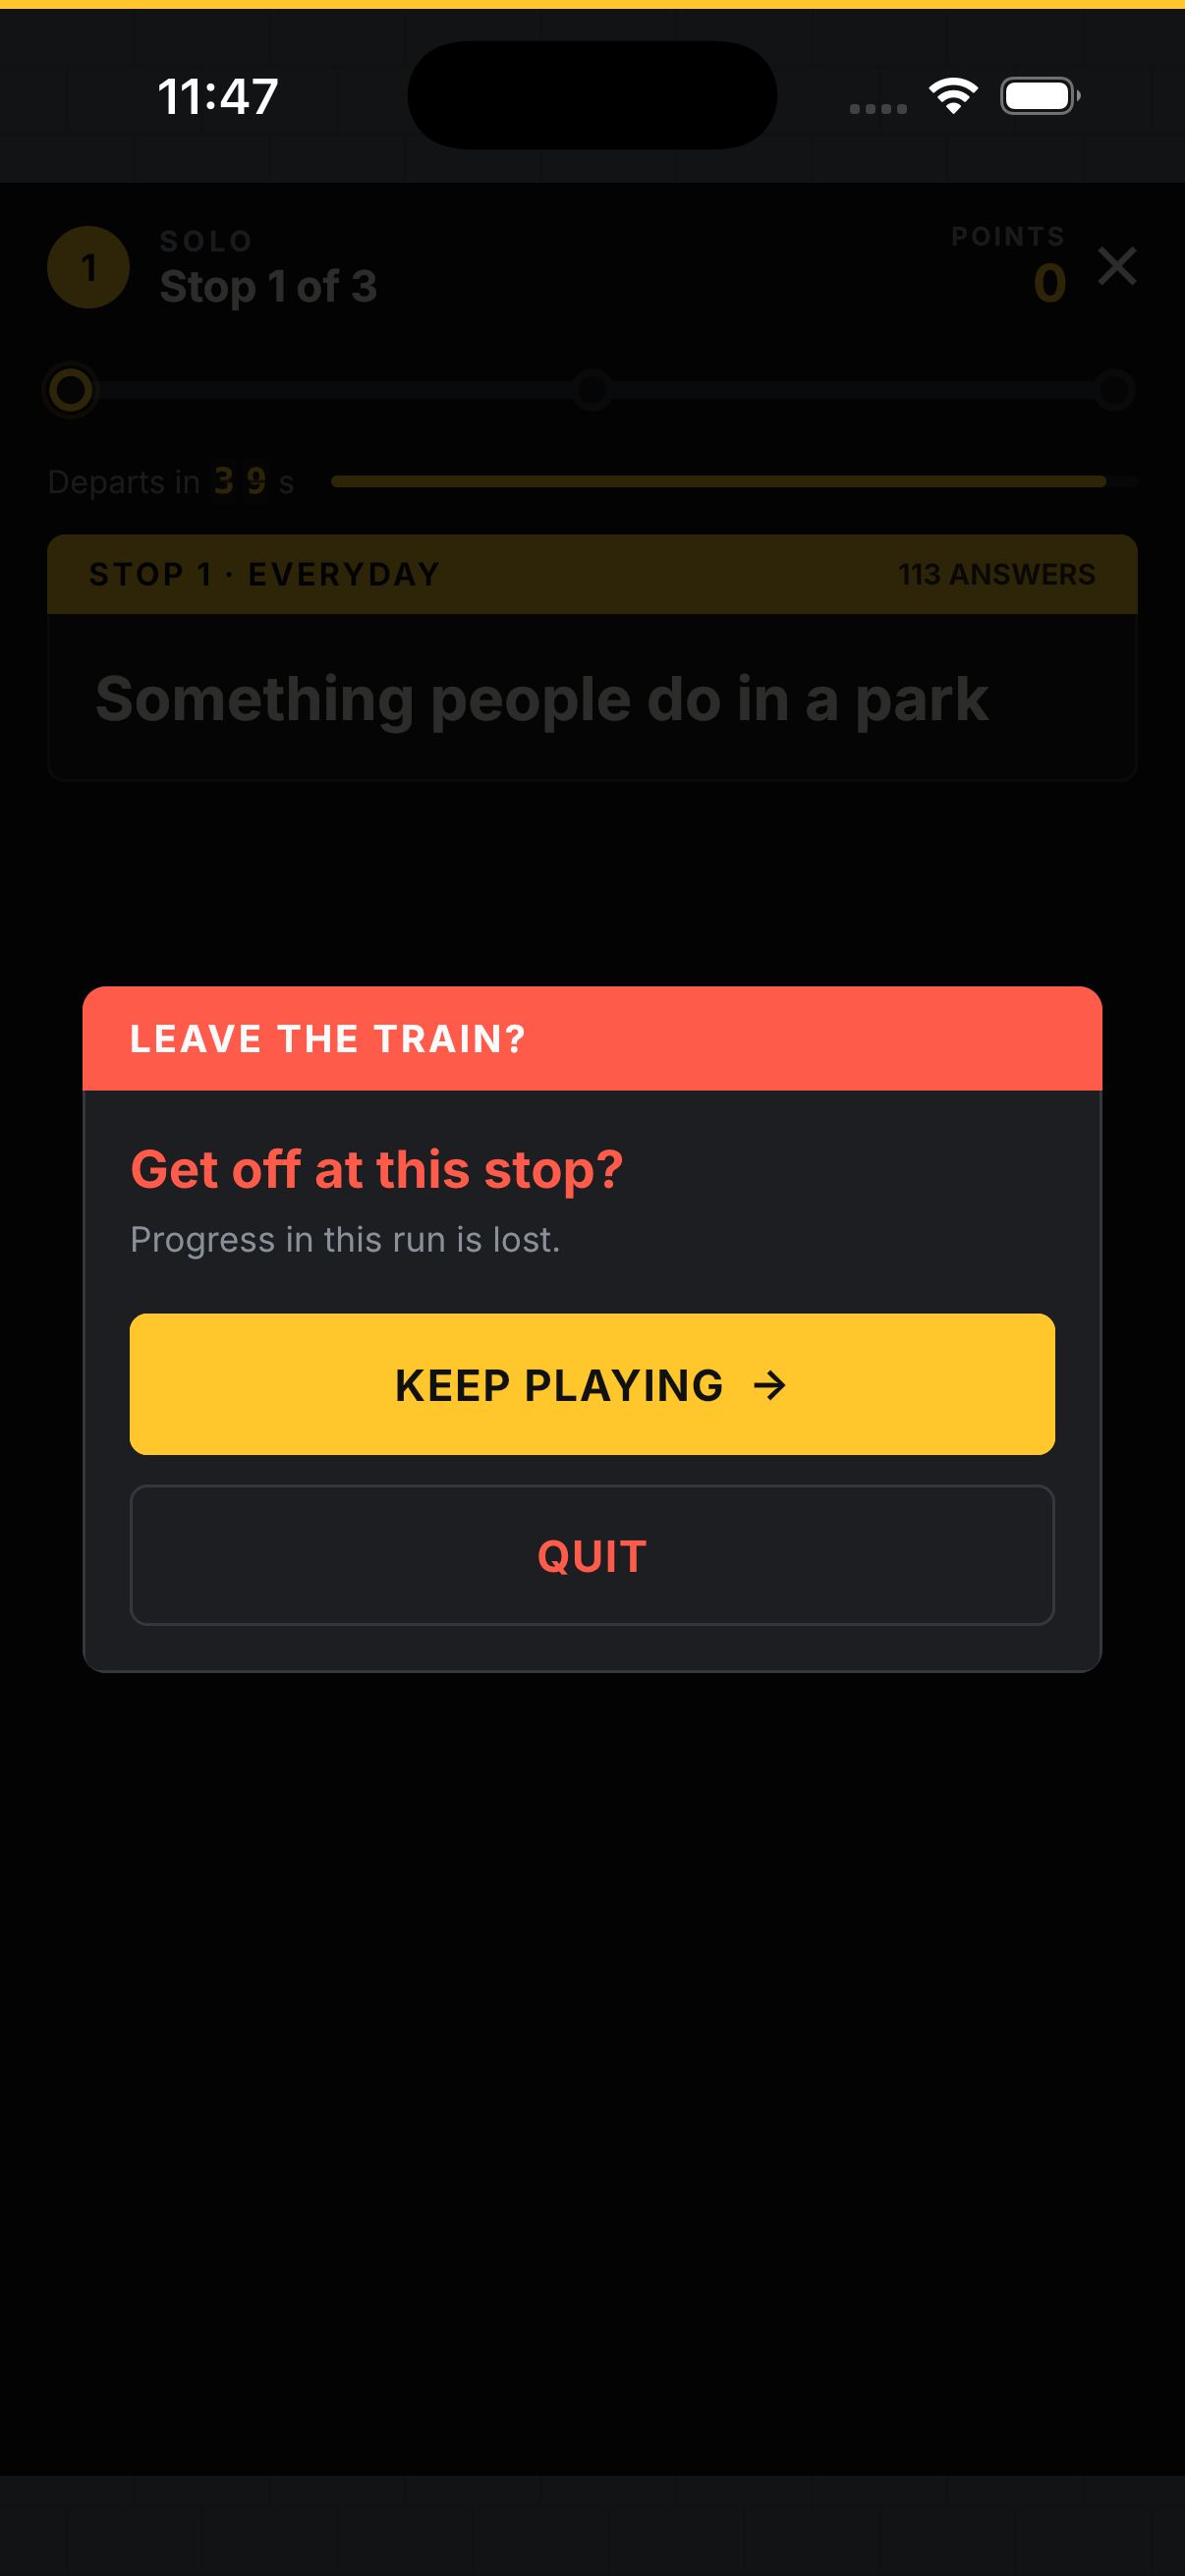 11:47
1
SOLO
Stop 1 of 3
POINTS
0
Departs in 39 s
STOP 1 · EVERYDAY
113 ANSWERS
Something people do in a park
LEAVE THE TRAIN?
Get off at this stop?
Progress in this run is lost.
KEEP PLAYING →
QUIT